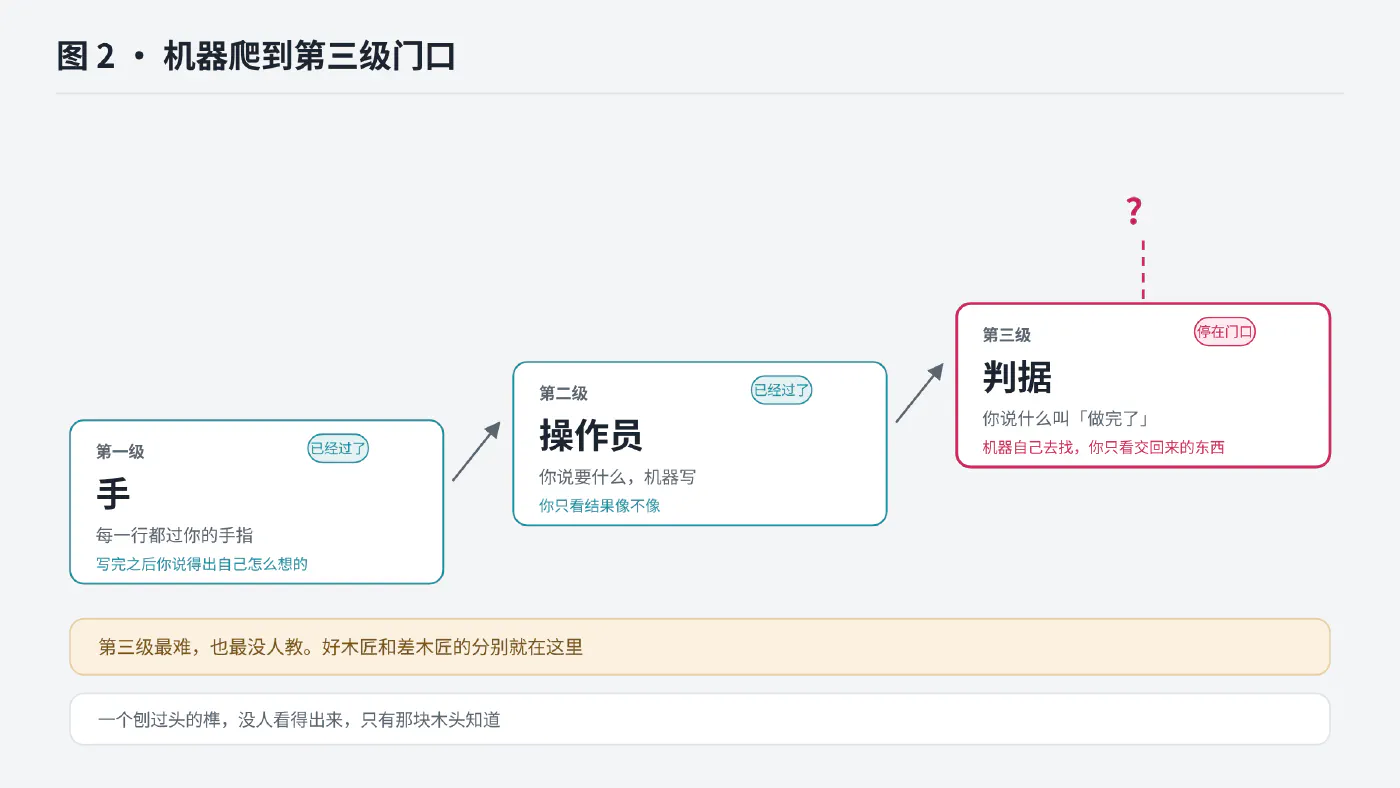 图 2 · 机器爬到第三级门口
?
第三级
停在门口
判据
你说什么叫「做完了」
机器自己去找，你只看交回来的东西
第二级
已经过了
操作员
你说要什么，机器写
你只看结果像不像
第一级
已经过了
手
每一行都过你的手指
写完之后你说得出自己怎么想的
第三级最难，也最没人教。好木匠和差木匠的分别就在这里
一个刨过头的榫，没人看得出来，只有那块木头知道